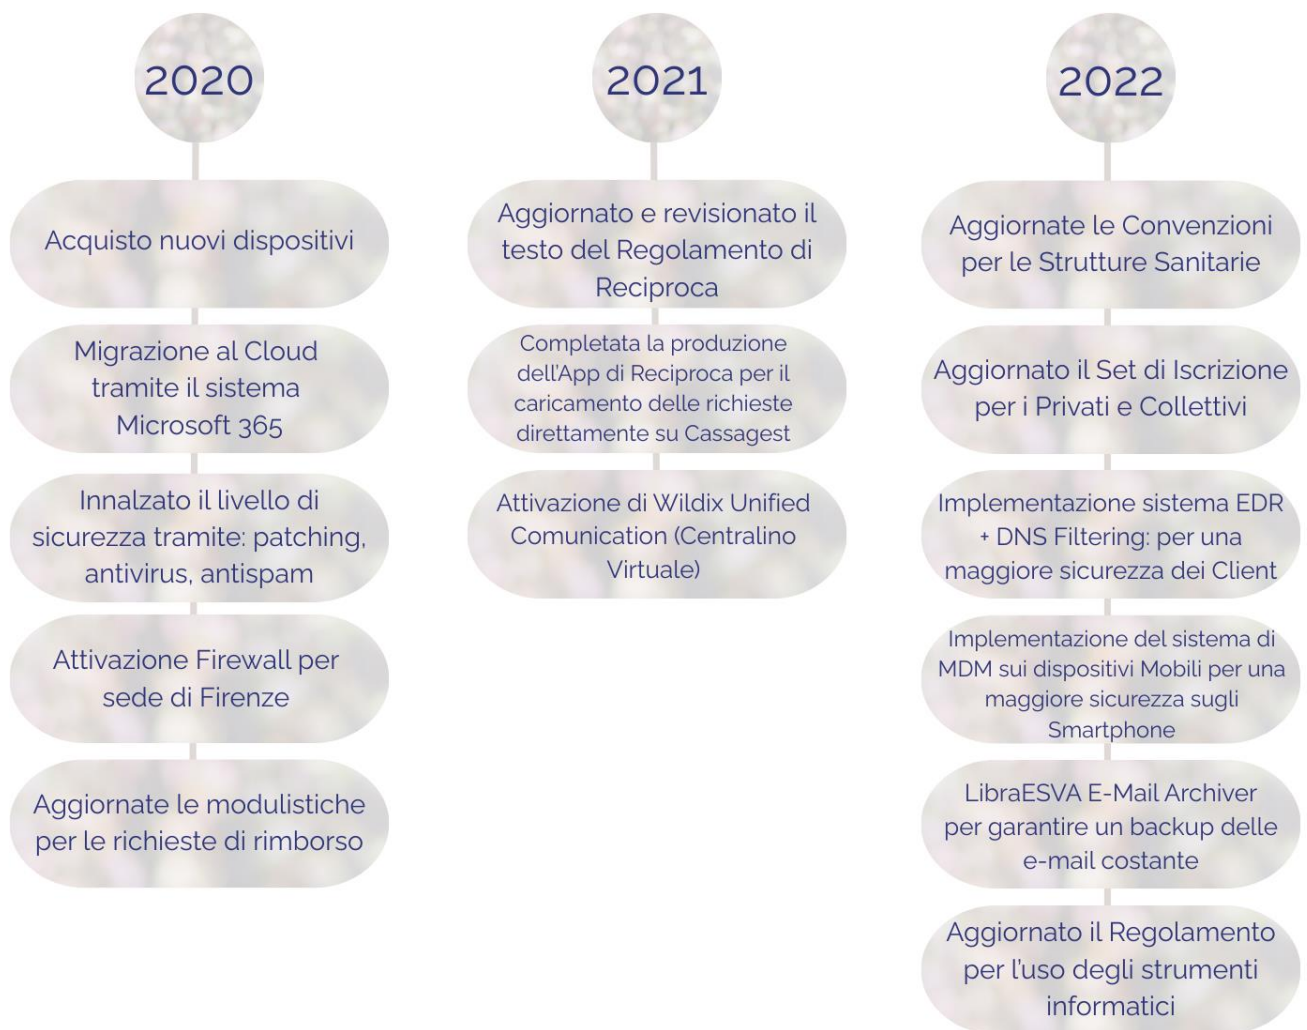 2020
Acquisto nuovi dispositivi
Migrazione al Cloud
tramite il sistema
Microsoft 365
Innalzato il livello di
sicurezza tramite: patching,
antivirus, antispam
Attivazione Firewall per
sede di Firenze
Aggiornate le modulistiche
per le richieste di rimborso
2021
Aggiornato e revisionato il
testo del Regolamento di
Reciproca
Completata la produzione
dell'App di Reciproca per il
caricamento delle richieste
direttamente su Cassagest
Attivazione di Wildix Unified
Comunication (Centralino
Virtuale)
2022
Aggiornate le Convenzioni
per le Strutture Sanitarie
Aggiornato il Set di Iscrizione
per i Privati e Collettivi
Implementazione sistema EDR
+ DNS Filtering: per una
maggiore sicurezza dei Client
Implementazione del sistema di
MDM sui dispositivi Mobili per una
maggiore sicurezza sugli
Smartphone
LibraESVA E-Mail Archiver
per garantire un backup delle
e-mail costante
Aggiornato il Regolamento
per l'uso degli strumenti
informatici